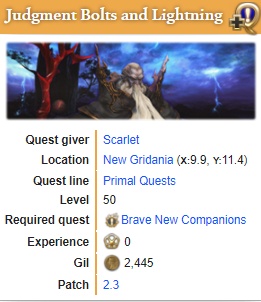 Judgment Bolts and Lightning
Quest giver Scarlet
Location New Gridania (X:9.9, Y:11.4)
Quest line Primal Quests
Level 50
Required quest Brave New Companions
Experience 0
Gil 2,445
Patch 2.3